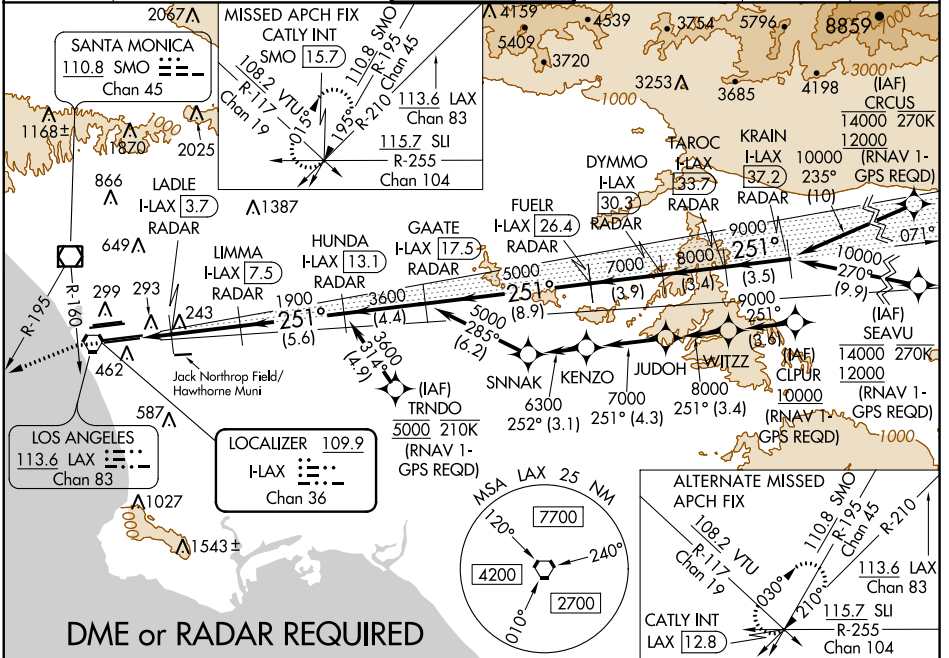 2067
SANTA MONICA
110.8 SMO
Chan 45
MISSED APCH FIX
CATLY INT
SMO 15.7
110.8 SMO
R-195
Chan 45
R-210
108.2 VTU
R-117
Chan 19
015°
195°
113.6 LAX
Chan 83
115.7 SLI
R-255
Chan 104
4159
4539
5409
3720
3754
5796
8859
1000
3253
3685
4198
3000
1000
(IAF)
CRCUS
14000 270K
12000
(RNAV 1-
GPS REQD)
1168±
1870
2025
1000
866
649
299
293
243
462
1387
LADLE
I-LAX 3.7
RADAR
LIMMA
I-LAX 7.5
RADAR
HUNDA
I-LAX 13.1
RADAR
GAATE
I-LAX 17.5
RADAR
FUELR
I-LAX 26.4
RADAR
DYMMO
I-LAX
30.3
RADAR
TAROC
I-LAX
33.7
RADAR
KRAIN
I-LAX
37.2
RADAR
10000
235°
(10)
071°
10000
270°
(9.9)
9000
251°
(3.5)
8000
(3.4)
7000
(3.9)
5000
251°
(8.9)
3600
(4.4)
1900
251°
(5.6)
R-195
R-160
5000
285°
(6.2)
3600
314°
(4.9)
9000
251°
(3.6)
(IAF)
SEAVU
14000 270K
12000
(RNAV 1-
GPS REQD)
(IAF)
CLPUR
10000
(RNAV 1-
GPS REQD)
SNNAK
KENZO
JUDOH
WITZZ
6300
252° (3.1)
7000
251° (4.3)
8000
251° (3.4)
(IAF)
TRNDO
5000 210K
(RNAV 1-
GPS REQD)
Jack Northrop Field/
Hawthorne Muni
587
LOS ANGELES
113.6 LAX
Chan 83
LOCALIZER 109.9
I-LAX
Chan 36
1000
1027
1543±
MSA LAX 25 NM
120°
7700
240°
4200
2700
010°
ALTERNATE MISSED
APCH FIX
108.2 VTU
R-117
Chan 19
110.8 SMO
R-195
Chan 45
R-210
030°
210°
113.6 LAX
Chan 83
115.7 SLI
R-255
Chan 104
CATLY INT
LAX 12.8
DME or RADAR REQUIRED